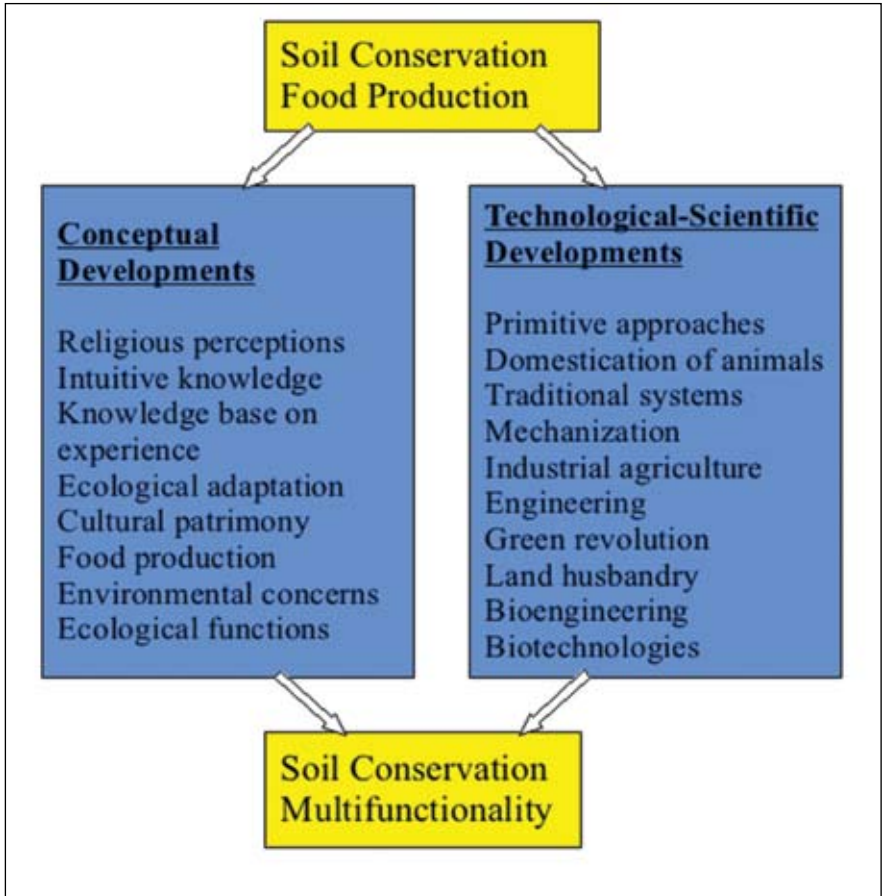 Soil Conservation
Food Production
Conceptual
Developments
Religious perceptions
Intuitive knowledge
Knowledge base on
experience
Ecological adaptation
Cultural patrimony
Food production
Environmental concerns
Ecological functions
Technological-Scientific
Developments
Primitive approaches
Domestication of animals
Traditional systems
Mechanization
Industrial agriculture
Engineering
Green revolution
Land husbandry
Bioengineering
Biotechnologies
Soil Conservation
Multifunctionality